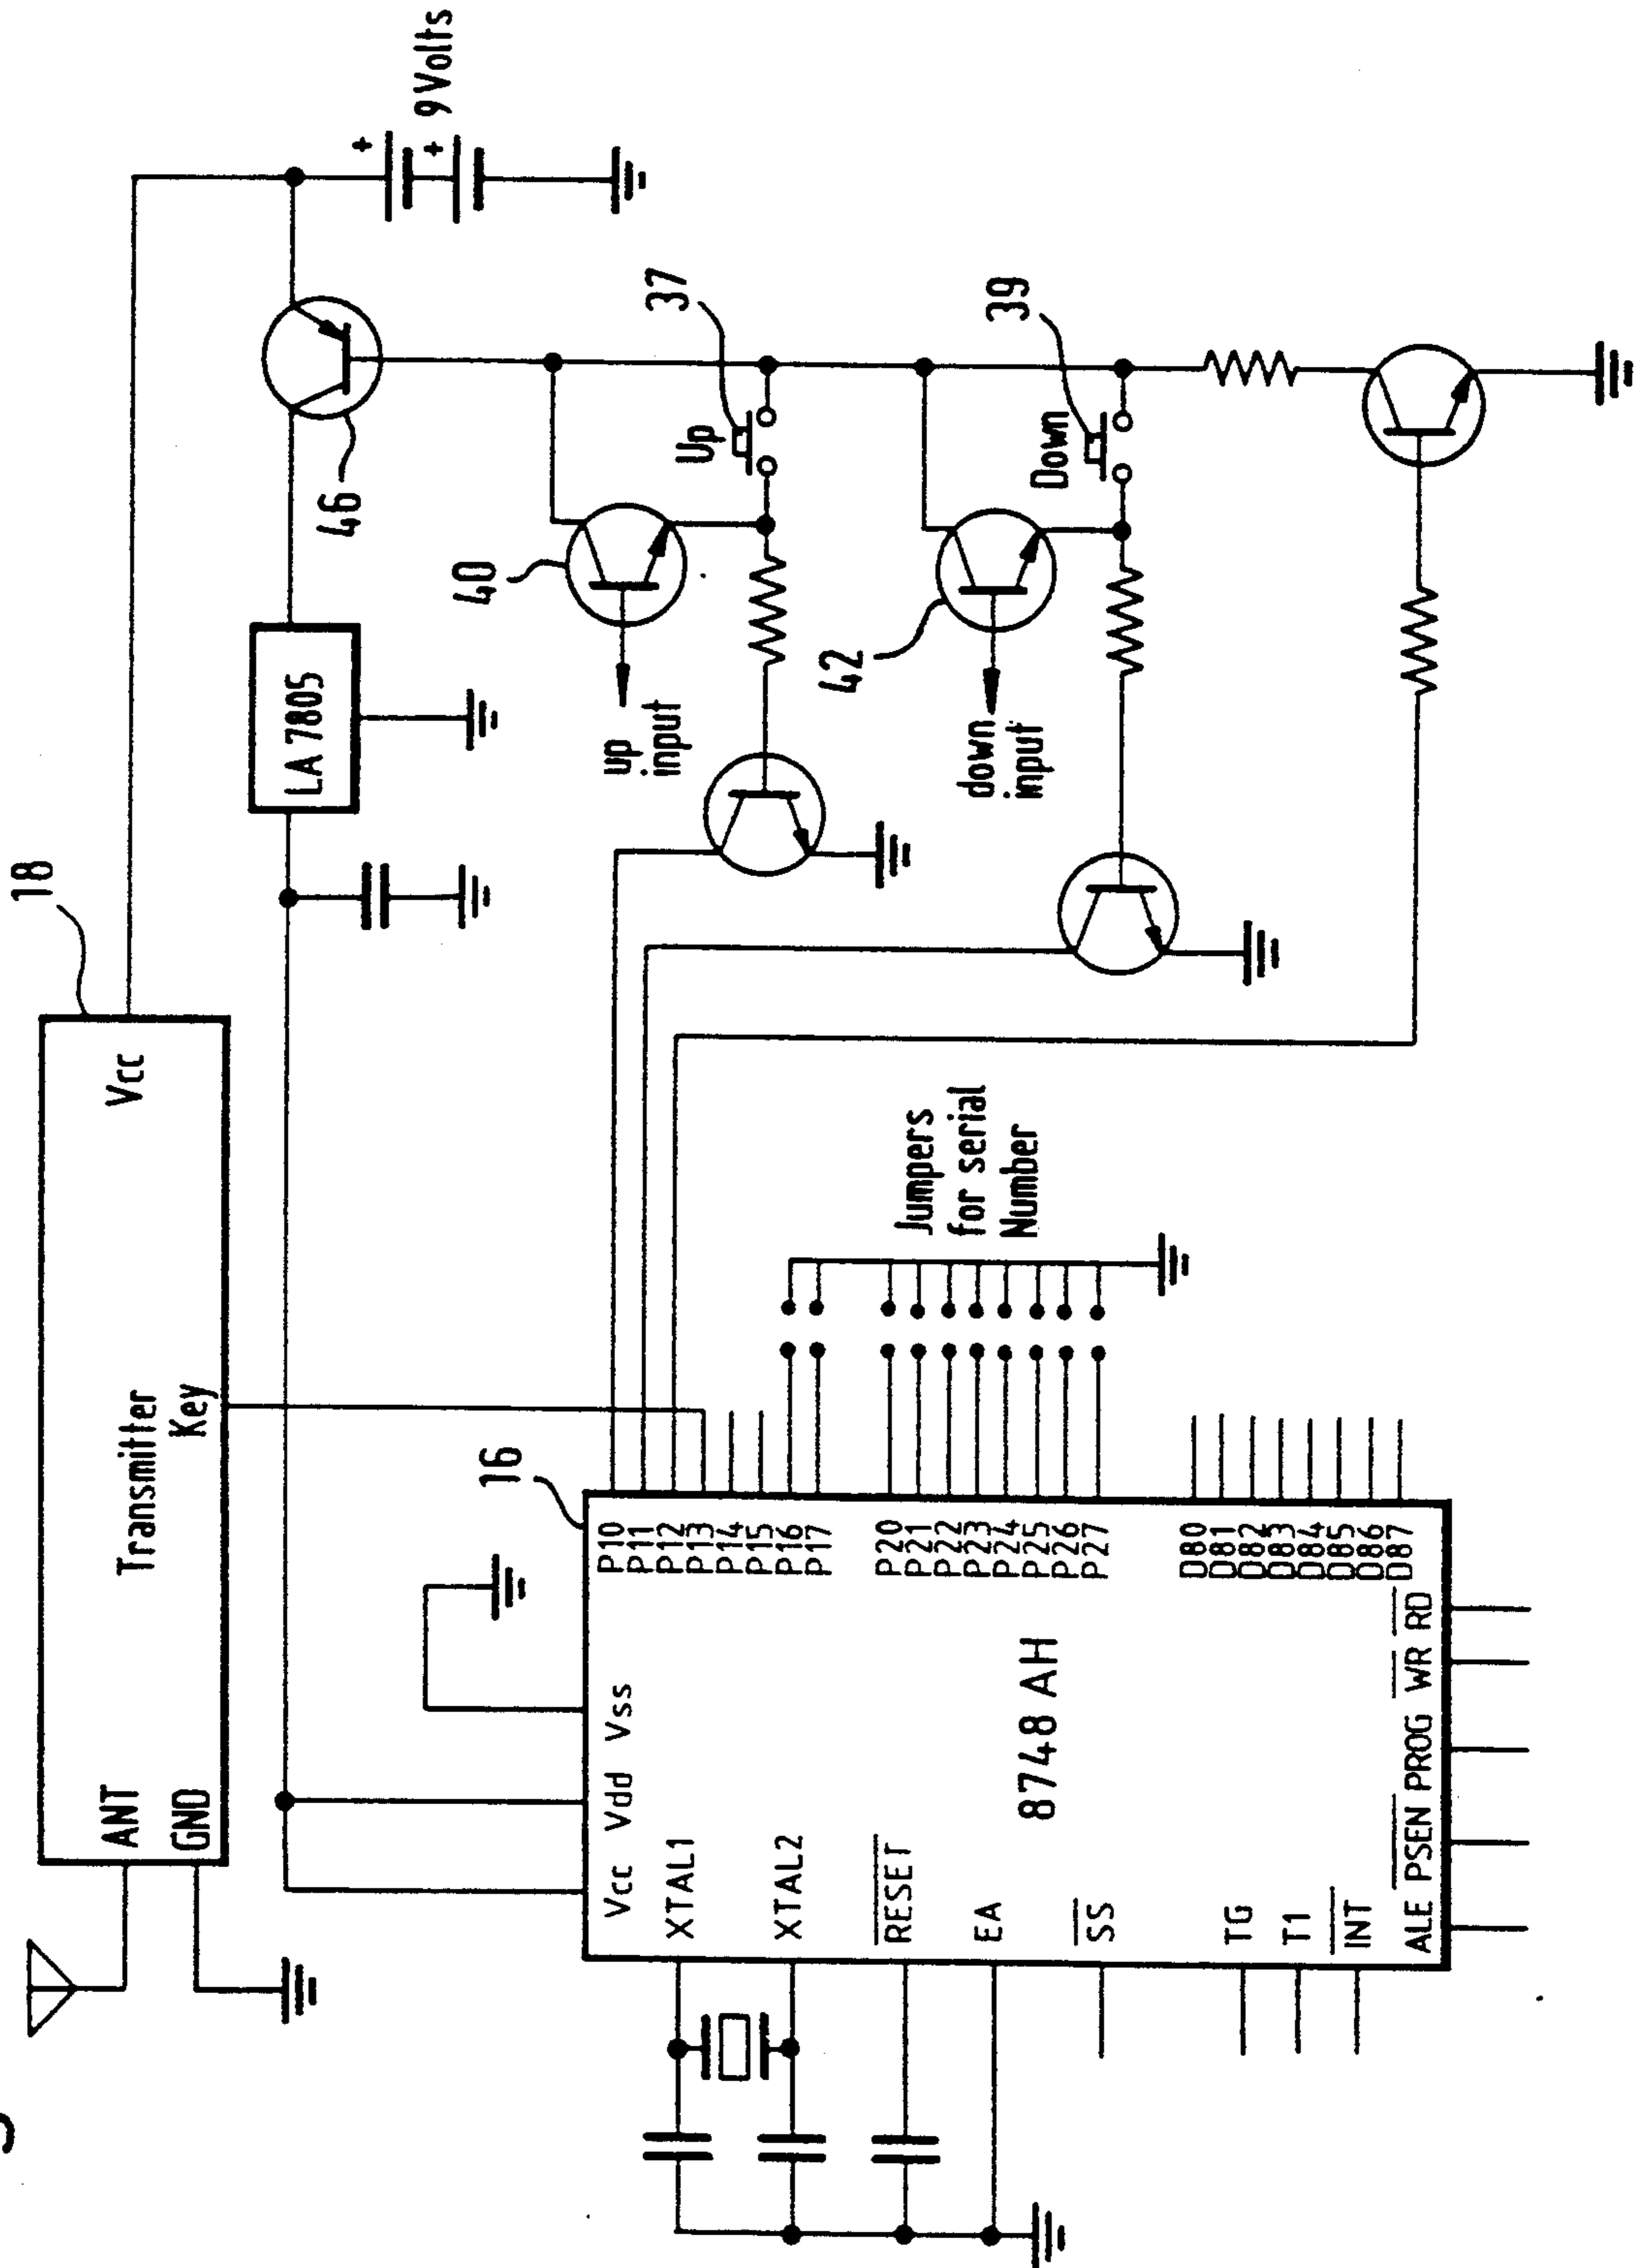 18
Transmitter
ANT
GND
Key
Vcc
9 Volts
+
+
46
LA 7805
40
up
input
Up
37
42
down
input
Down
39
16
Vcc
Vdd
Vss
XTAL1
XTAL2
RESET
EA
SS
TG
T1
INT
8748 AH
P10
P11
P12
P13
P14
P15
P16
P17
P20
P21
P22
P23
P24
P25
P26
P27
D80
D81
D82
D83
D84
D85
D86
D87
ALE
PSEN
PROG
WR
RD
Jumpers
for serial
Number